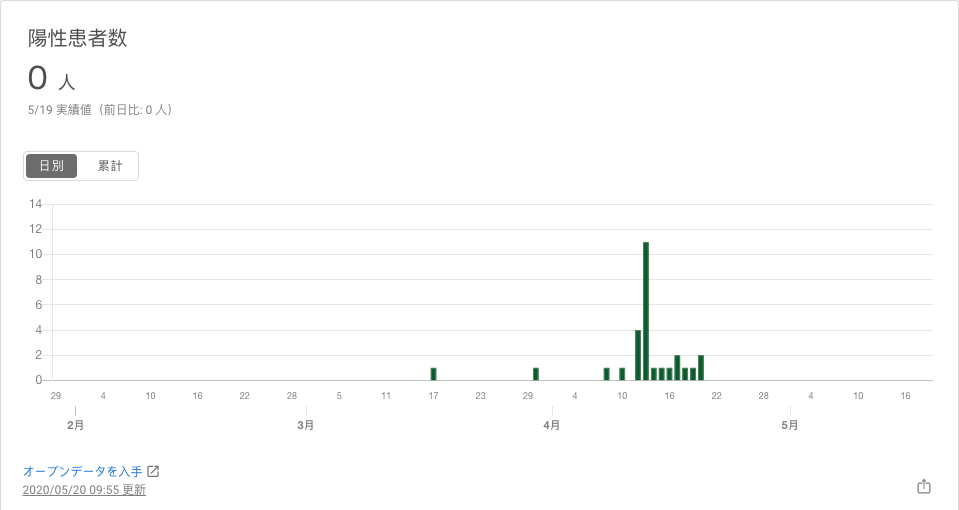 陽性患者数
0 人
5/19 実績値（前日比: 0 人）
日別 累計
14
12
10
8
6
4
2
0
29 4 10 16 22 28 5 11 17 23 29 4 10 16 22 28 4 10 16
2月 3月 4月 5月
オープンデータを入手
2020/05/20 09:55 更新